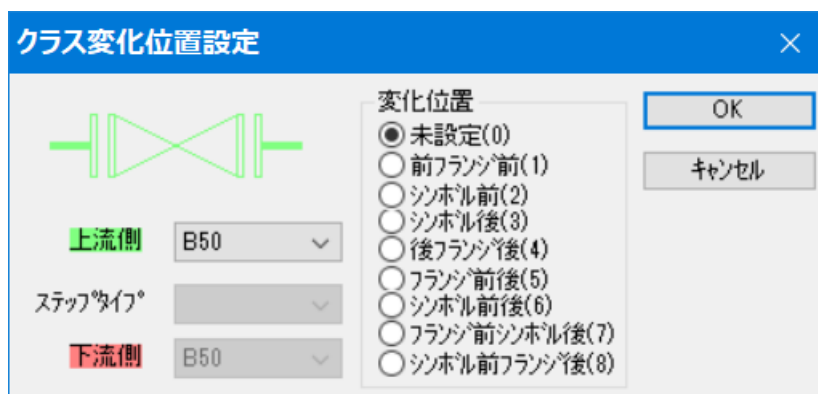 クラス変化位置設定
変化位置
未設定(0)
前フランジ前(1)
シンボル前(2)
シンボル後(3)
後フランジ後(4)
フランジ前後(5)
シンボル前後(6)
フランジ前シンボル後(7)
シンボル前フランジ後(8)
OK
キャンセル
上流側 B50
ステップタイプ
下流側 B50